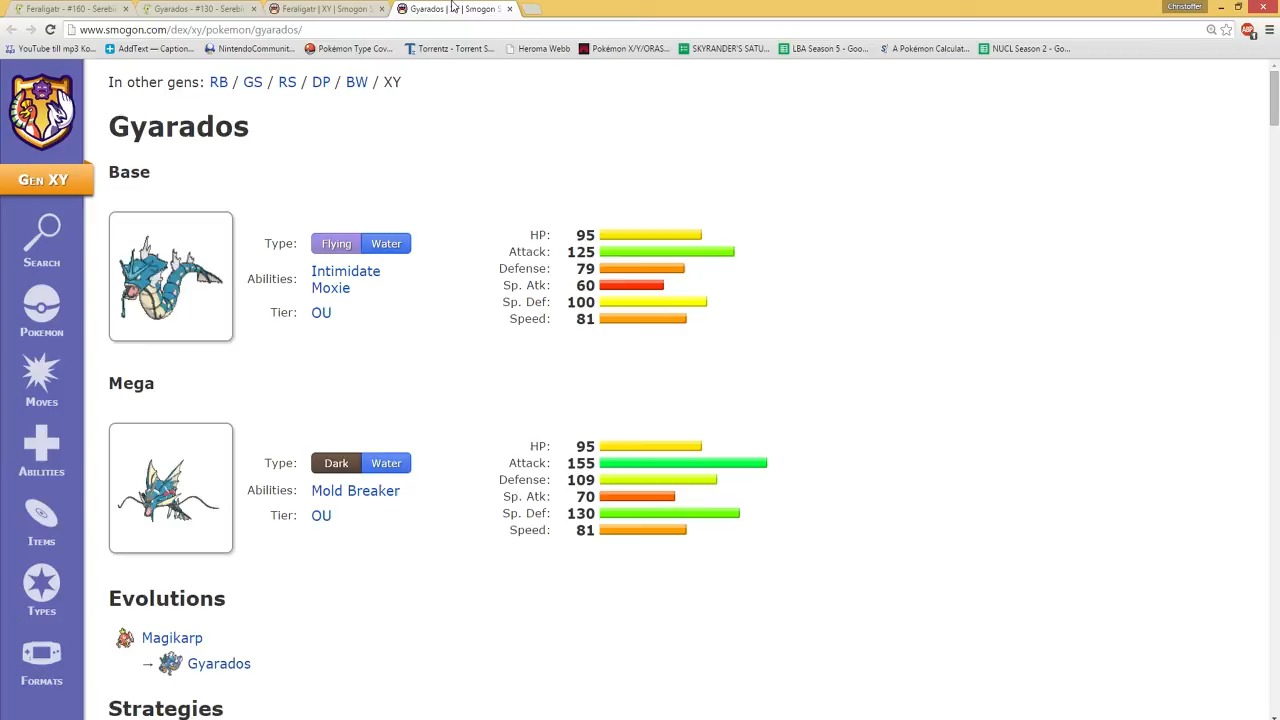 Feraligatr - #160 - Serebii
Gyarados - #130 - Serebii
Feraligatr | XY | Smogon S
Gyarados | | Smogon S
Christoffer
www.smogon.com/dex/xy/pokemon/gyarados/
YouTube till mp3 Ko...
AddText — Caption...
NintendoCommunit...
Pokémon Type Cov...
Torrentz - Torrent S...
Heroma Webb
Pokémon X/Y/ORAS...
SKYRANDER'S SATU...
LBA Season 5 - Goo...
A Pokémon Calculat...
NUCL Season 2 - Go...
In other gens: RB / GS / RS / DP / BW / XY
Gyarados
Base
Type: Flying Water
Abilities: Intimidate
Moxie
Tier: OU
HP: 95
Attack: 125
Defense: 79
Sp. Atk: 60
Sp. Def: 100
Speed: 81
Mega
Type: Dark Water
Abilities: Mold Breaker
Tier: OU
HP: 95
Attack: 155
Defense: 109
Sp. Atk: 70
Sp. Def: 130
Speed: 81
Evolutions
Magikarp
→ Gyarados
Strategies
Gen XY
Search
Pokemon
Moves
Abilities
Items
Types
Formats